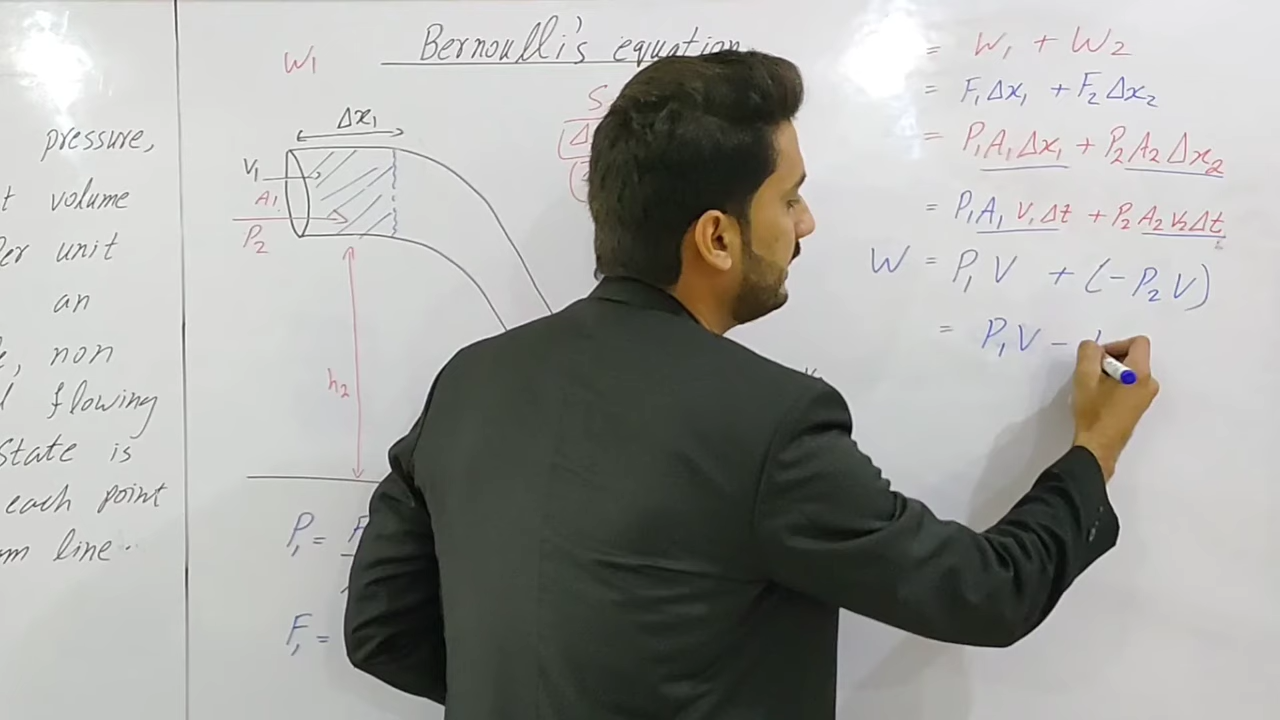 pressure,
t volume
er unit
an
, non
flowing
State is
each point
m line..
Bernoulli's equation
W1
Δx1
V1
A1
P2
h2
P1 =
F1 =
S
= W1 + W2
= F1Δx1 + F2Δx2
= P1A1Δx1 + P2A2Δx2
= P1A1V1Δt + P2A2V2Δt
W = P1V + (-P2V)
= P1V -